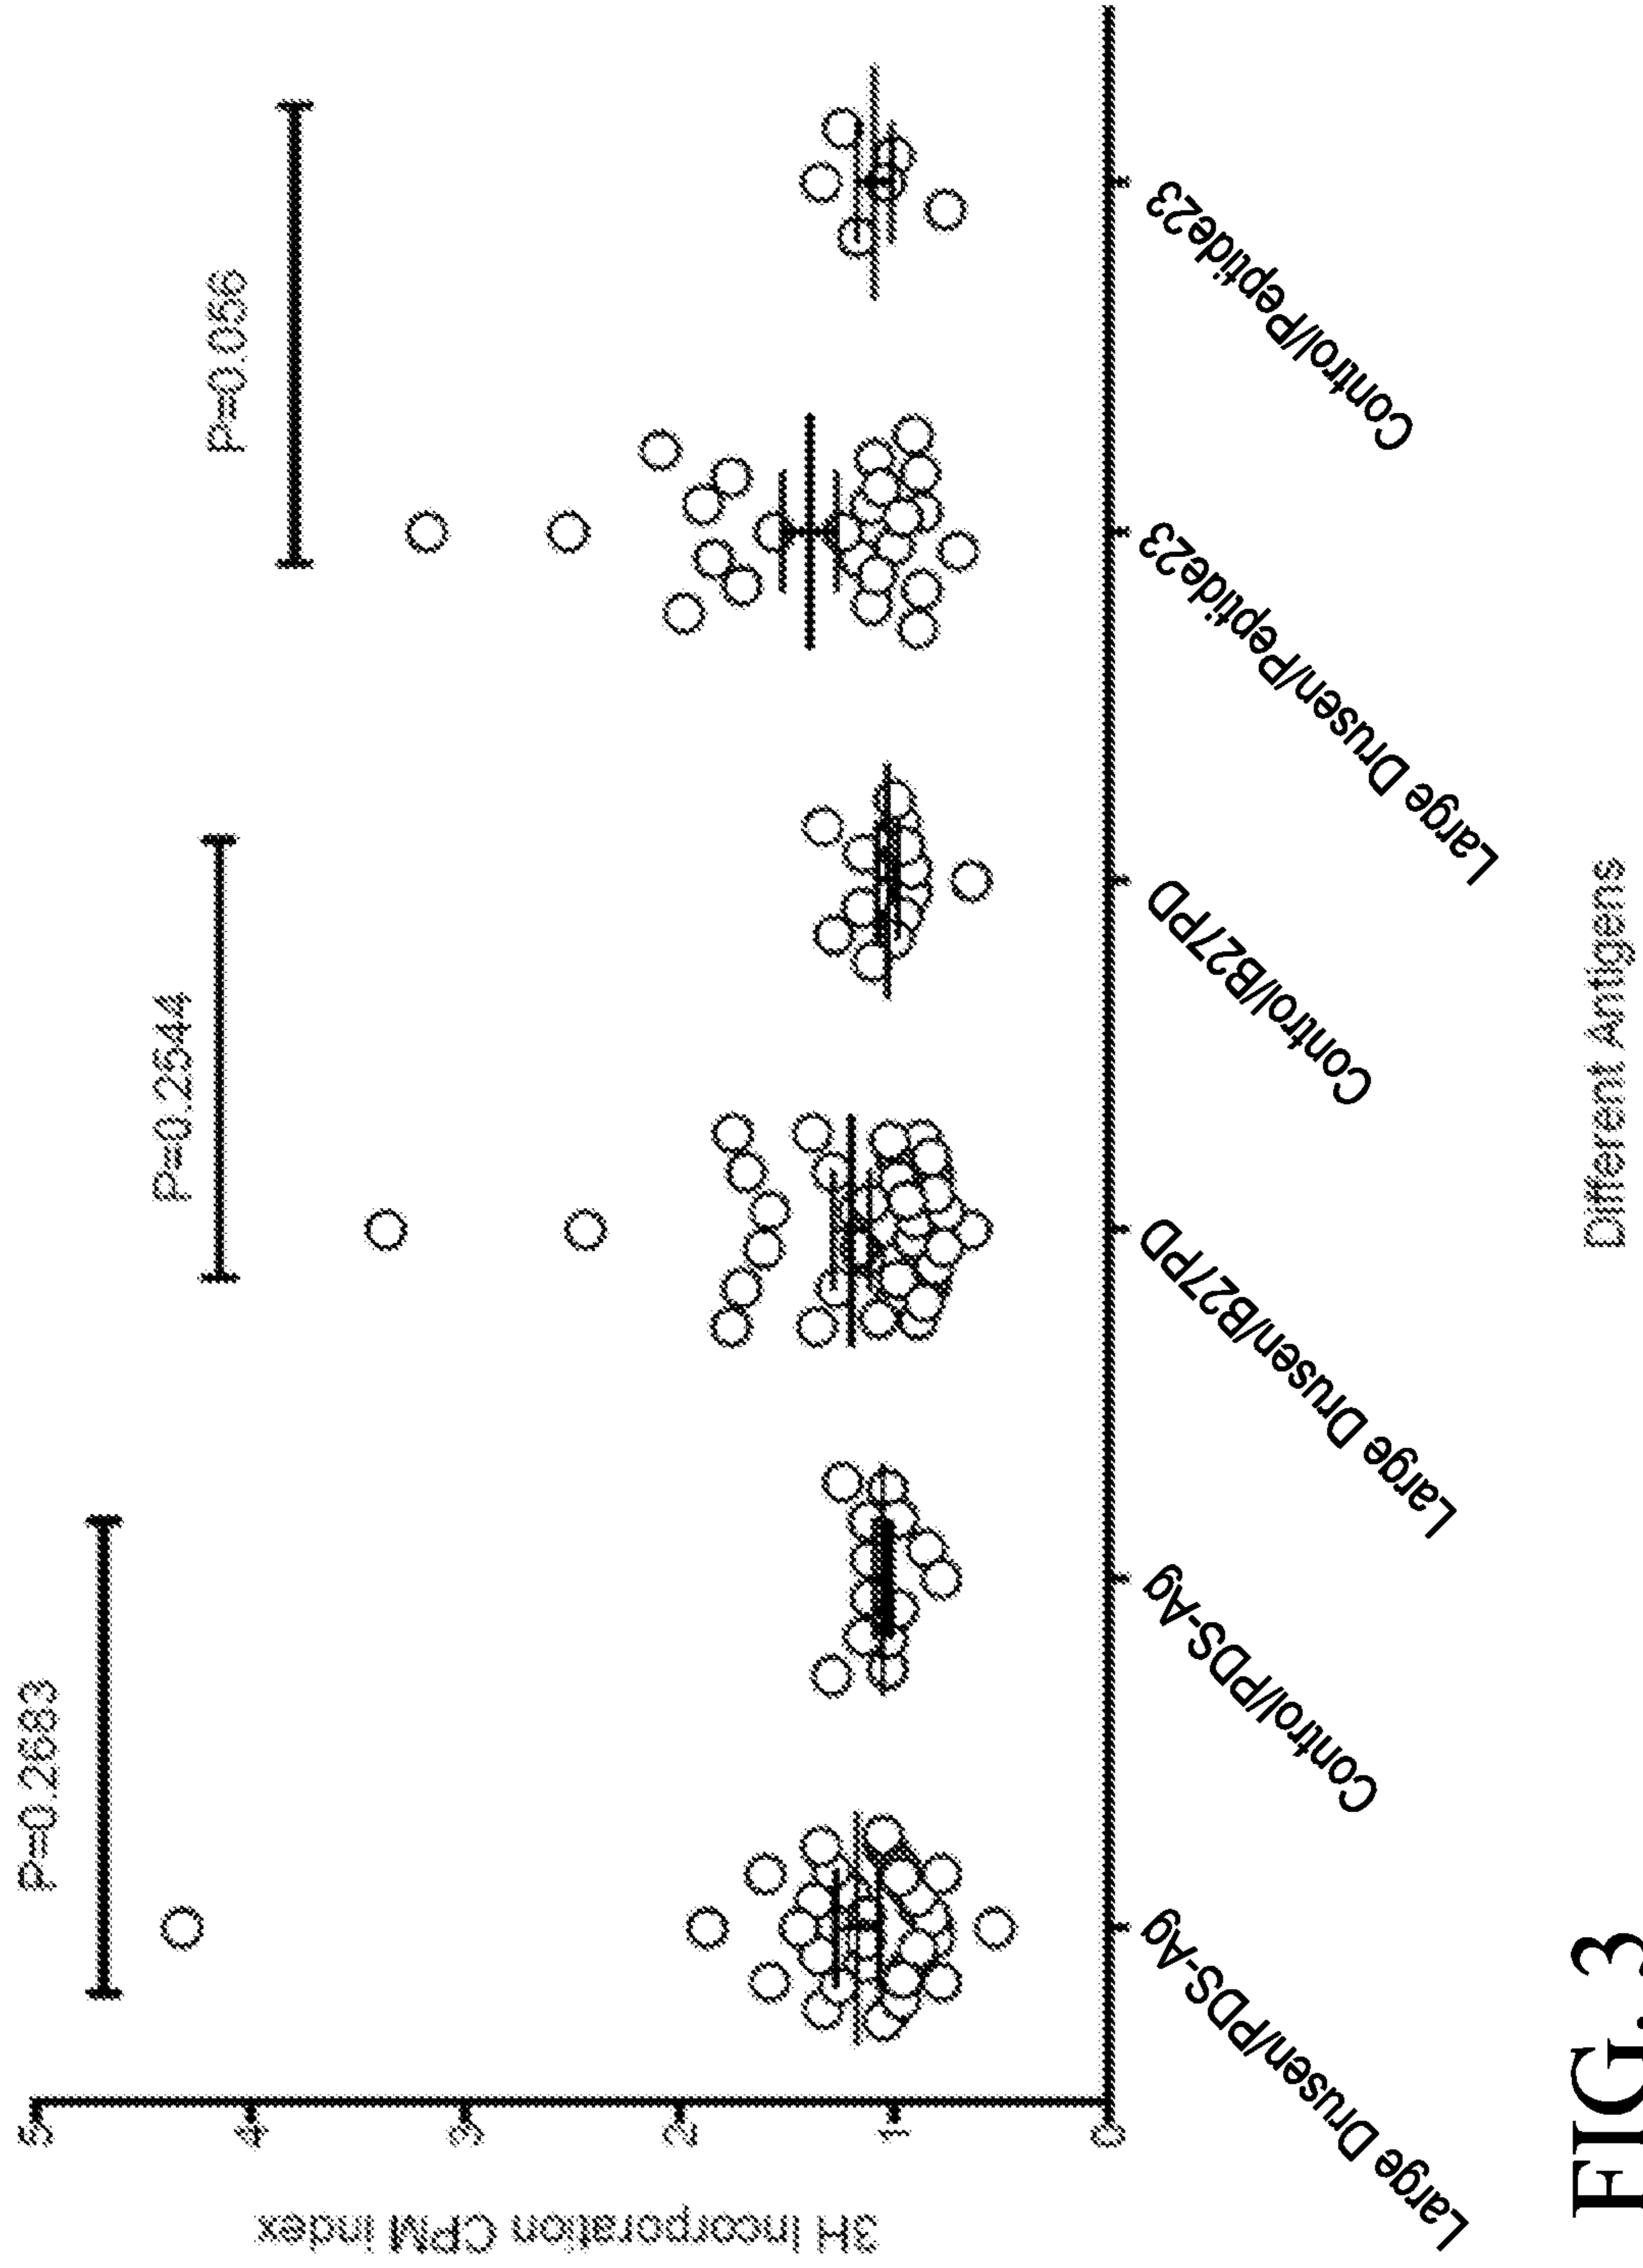 P=0.2683
P=0.2544
P=0.056
5
4
3
2
1
0
3H Incorporation CPM index
Large Drusen/PDS-Ag
Control/PDS-Ag
Large Drusen/B27PD
Control/B27PD
Large Drusen/Peptide23
Control/Peptide23
Different Antigens
FIG. 3